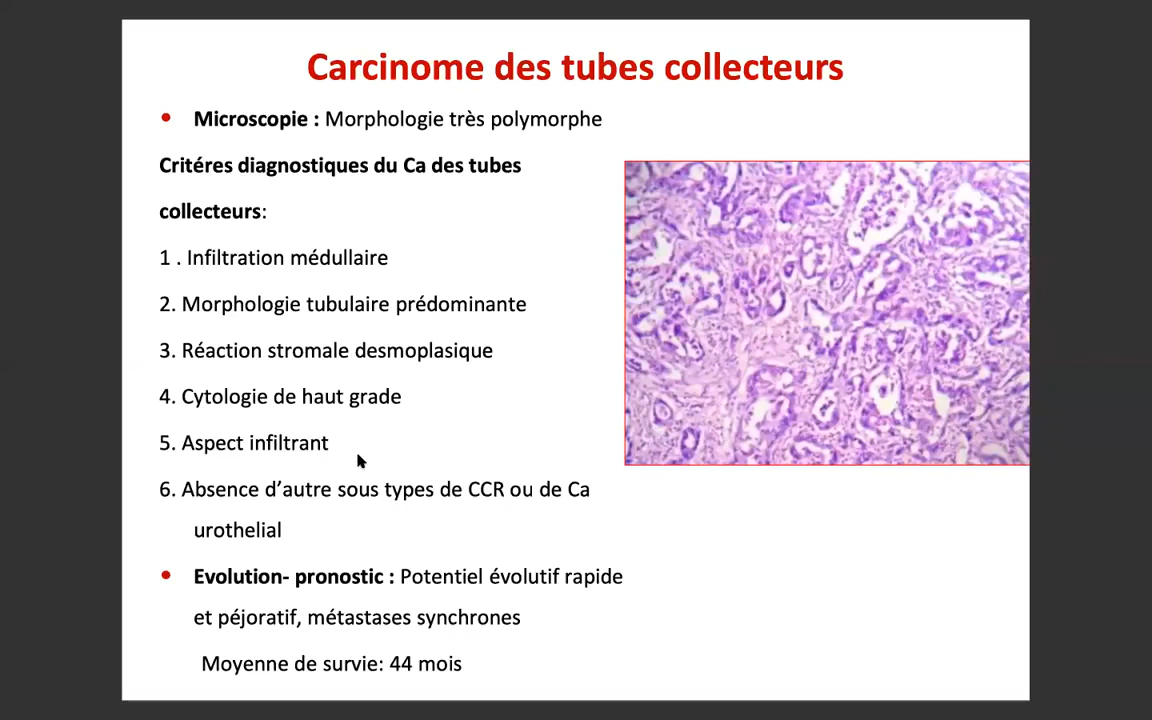 Carcinome des tubes collecteurs
• Microscopie : Morphologie très polymorphe
Critéres diagnostiques du Ca des tubes
collecteurs:
1 . Infiltration médullaire
2. Morphologie tubulaire prédominante
3. Réaction stromale desmoplasique
4. Cytologie de haut grade
5. Aspect infiltrant
6. Absence d’autre sous types de CCR ou de Ca
urothelial
• Evolution- pronostic : Potentiel évolutif rapide
et péjoratif, métastases synchrones
Moyenne de survie: 44 mois